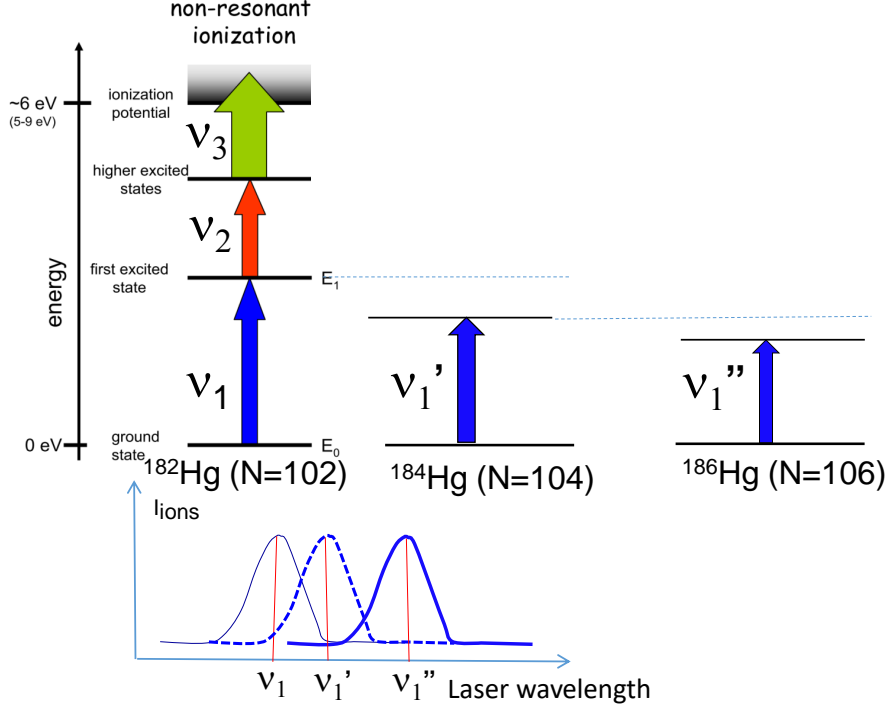 non-resonant
ionization
ionization
potential
~6 eV
(5-9 eV)
ν3
higher excited
states
ν2
first excited
state
E1
energy
ν1
ν1’
ν1”
0 eV
ground
state
E0
182Hg (N=102)
184Hg (N=104)
186Hg (N=106)
Iions
ν1
ν1’
ν1”
Laser wavelength